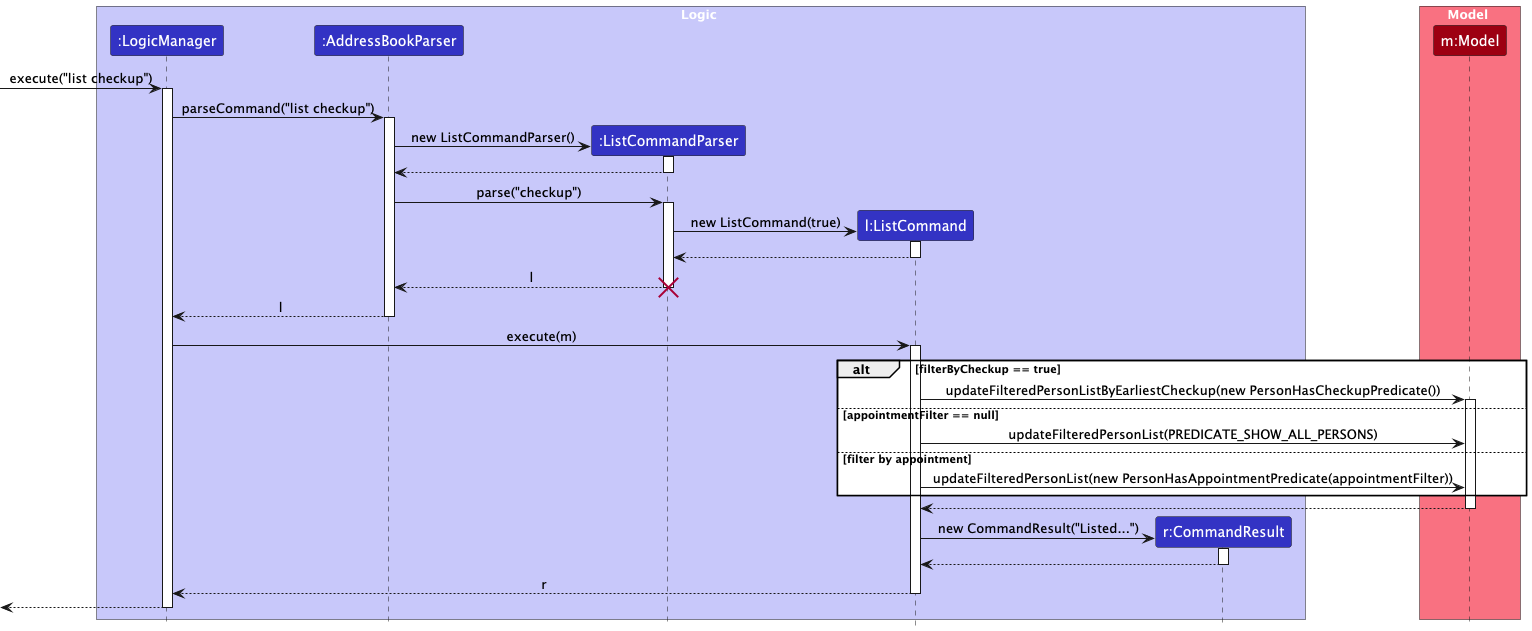 Logic
Model
:LogicManager
:AddressBookParser
m:Model
execute("list checkup")
parseCommand("list checkup")
new ListCommandParser()
:ListCommandParser
parse("checkup")
new ListCommand(true)
l:ListCommand
l
l
execute(m)
alt
[filterByCheckup == true]
updateFilteredPersonListByEarliestCheckup(new PersonHasCheckupPredicate())
[appointmentFilter == null]
updateFilteredPersonList(PREDICATE_SHOW_ALL_PERSONS)
[filter by appointment]
updateFilteredPersonList(new PersonHasAppointmentPredicate(appointmentFilter))
new CommandResult("Listed...")
r:CommandResult
r